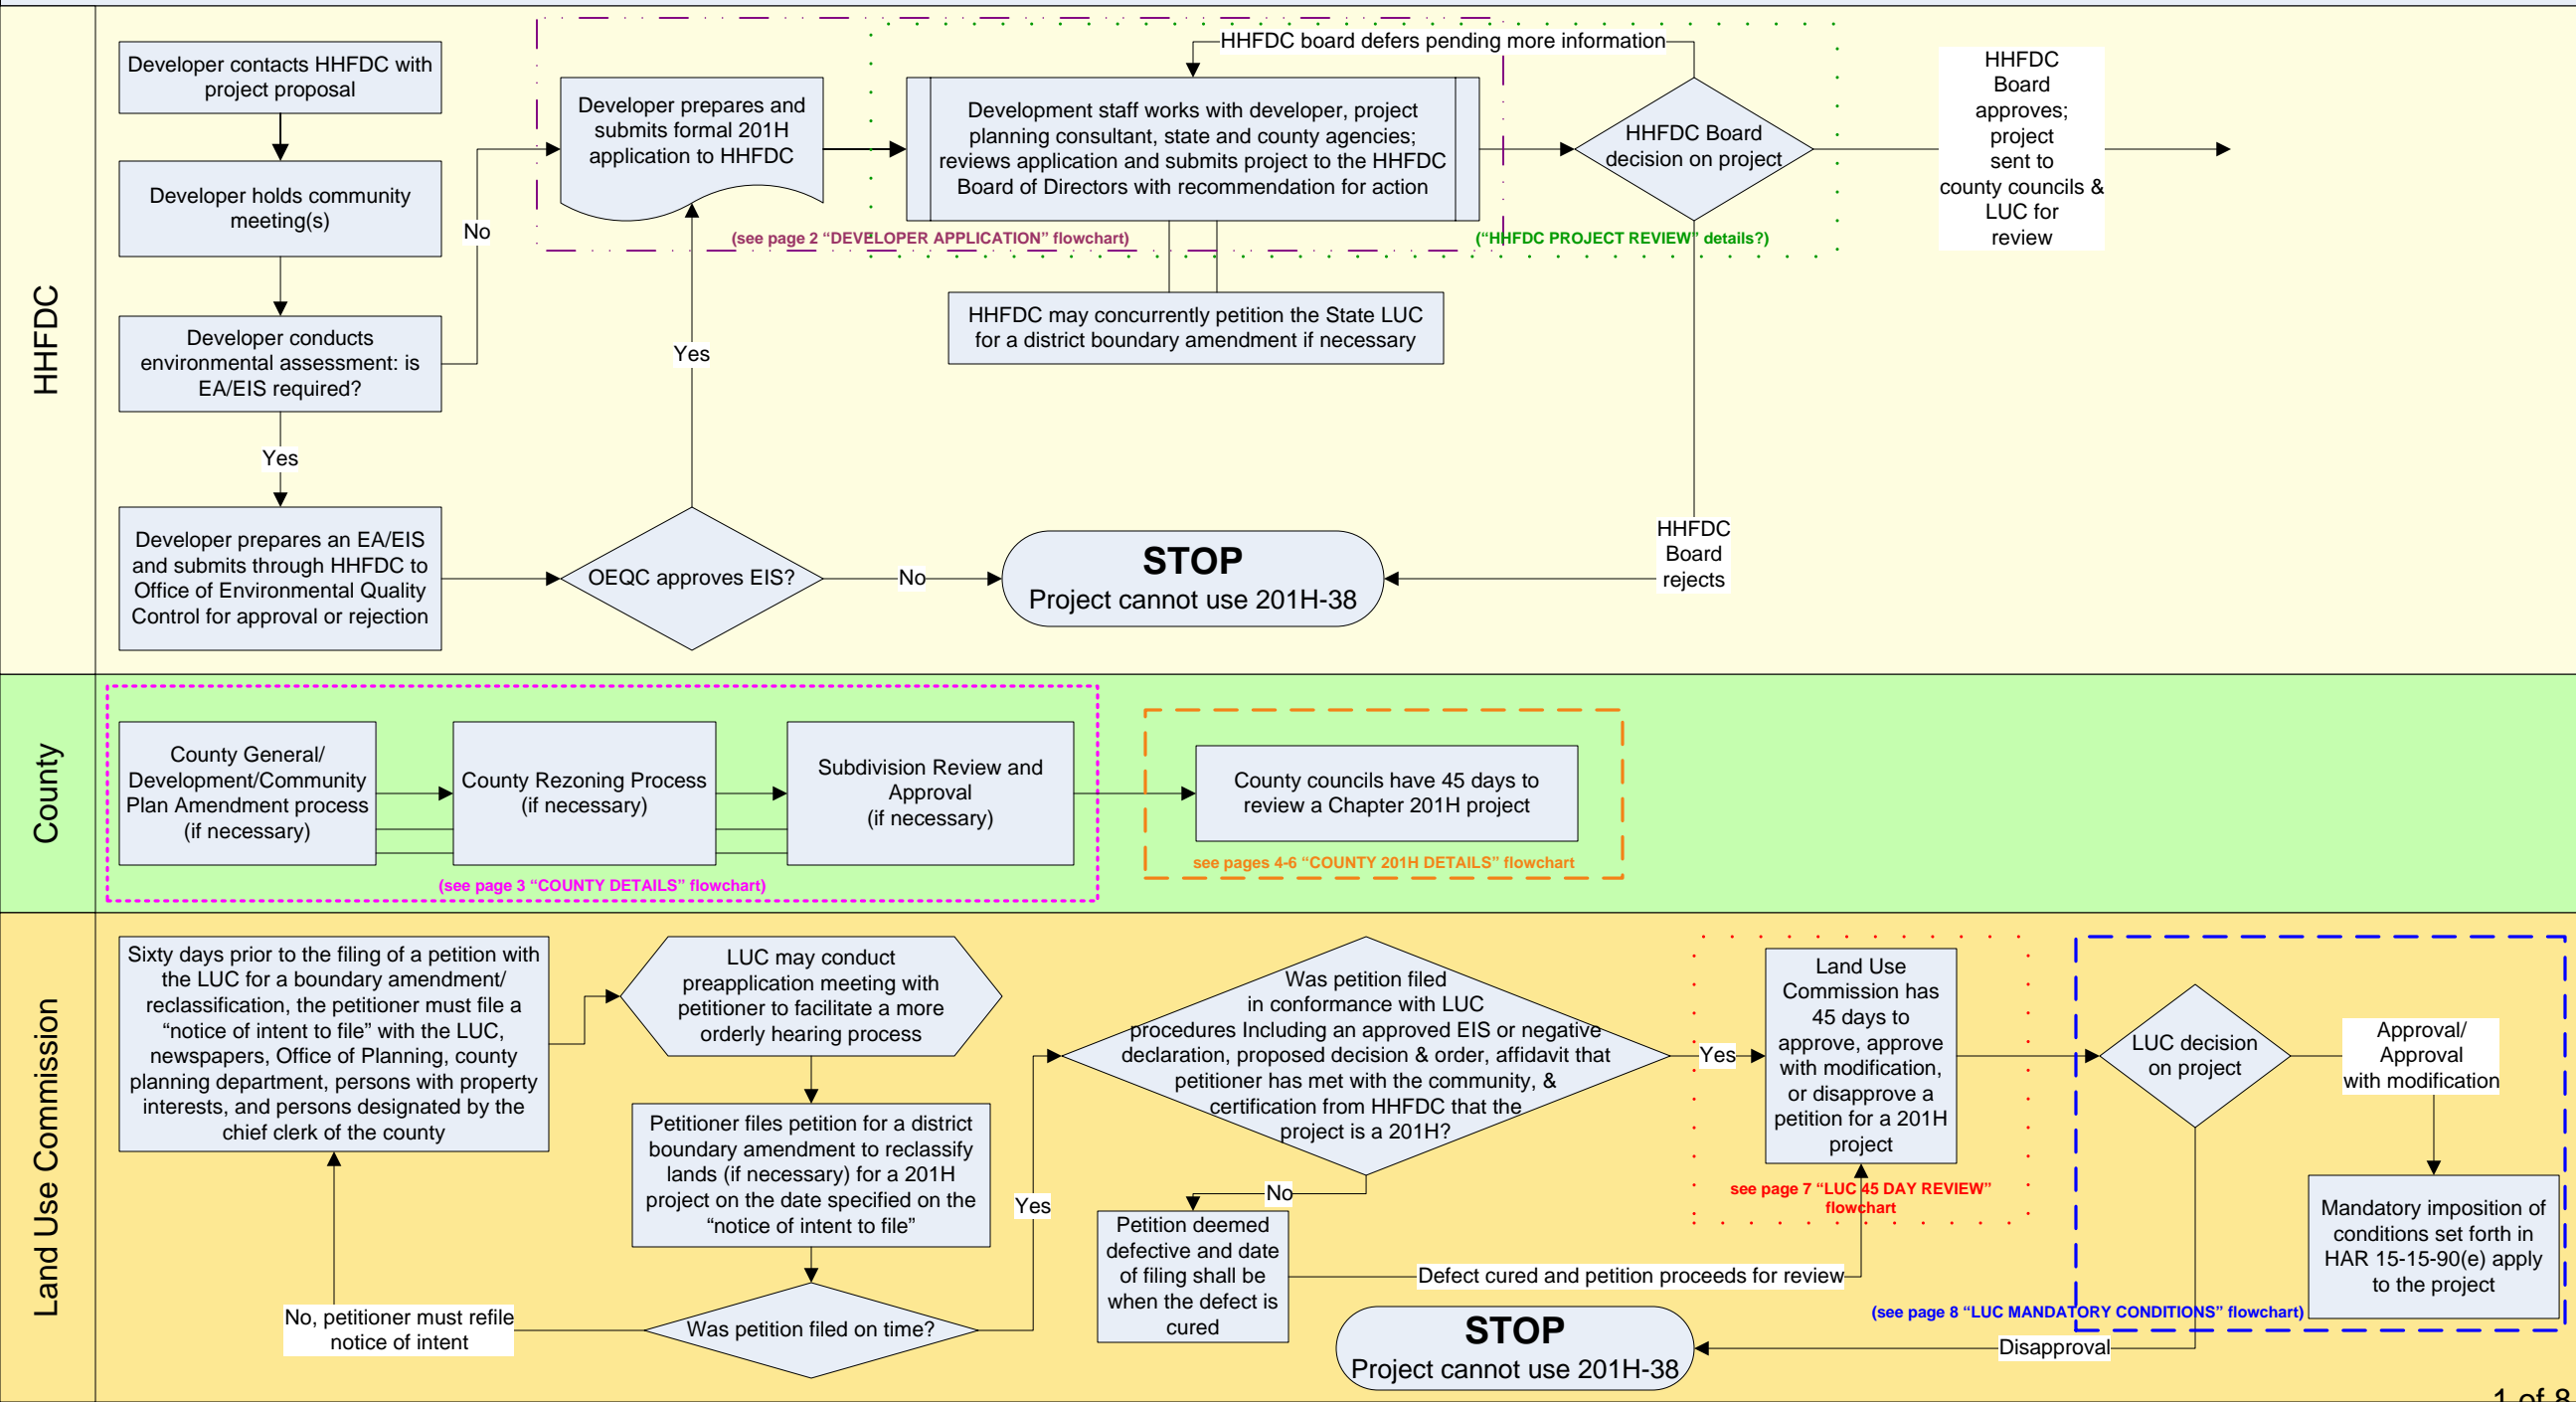 HHFDC
Developer contacts HHFDC with
project proposal
Developer holds community
meeting(s)
Developer conducts
environmental assessment: is
EA/EIS required?
No
Yes
Developer prepares an EA/EIS
and submits through HHFDC to
Office of Environmental Quality
Control for approval or rejection
Developer prepares and
submits formal 201H
application to HHFDC
(see page 2 “DEVELOPER APPLICATION” flowchart)
Yes
OEQC approves EIS?
No
STOP
Project cannot use 201H-38
HHFDC board defers pending more information
Development staff works with developer, project
planning consultant, state and county agencies;
reviews application and submits project to the HHFDC
Board of Directors with recommendation for action
HHFDC may concurrently petition the State LUC
for a district boundary amendment if necessary
HHFDC Board
decision on project
(“HHFDC PROJECT REVIEW” details?)
HHFDC
Board
rejects
HHFDC
Board
approves;
project
sent to
county councils &
LUC for
review
County
County General/
Development/Community
Plan Amendment process
(if necessary)
County Rezoning Process
(if necessary)
Subdivision Review and
Approval
(if necessary)
(see page 3 “COUNTY DETAILS” flowchart)
County councils have 45 days to
review a Chapter 201H project
see pages 4-6 “COUNTY 201H DETAILS” flowchart
Land Use Commission
Sixty days prior to the filing of a petition with
the LUC for a boundary amendment/
reclassification, the petitioner must file a
“notice of intent to file” with the LUC,
newspapers, Office of Planning, county
planning department, persons with property
interests, and persons designated by the
chief clerk of the county
LUC may conduct
preapplication meeting with
petitioner to facilitate a more
orderly hearing process
Petitioner files petition for a district
boundary amendment to reclassify
lands (if necessary) for a 201H
project on the date specified on the
“notice of intent to file”
Was petition filed on time?
No, petitioner must refile
notice of intent
Yes
Was petition filed
in conformance with LUC
procedures Including an approved EIS or negative
declaration, proposed decision & order, affidavit that
petitioner has met with the community, &
certification from HHFDC that the
project is a 201H?
No
Yes
Petition deemed
defective and date
of filing shall be
when the defect is
cured
Defect cured and petition proceeds for review
Land Use
Commission has
45 days to
approve, approve
with modification,
or disapprove a
petition for a 201H
project
see page 7 “LUC 45 DAY REVIEW”
flowchart
LUC decision
on project
Approval/
Approval
with modification
Mandatory imposition of
conditions set forth in
HAR 15-15-90(e) apply
to the project
(see page 8 “LUC MANDATORY CONDITIONS” flowchart)
Disapproval
STOP
Project cannot use 201H-38
1 of 8